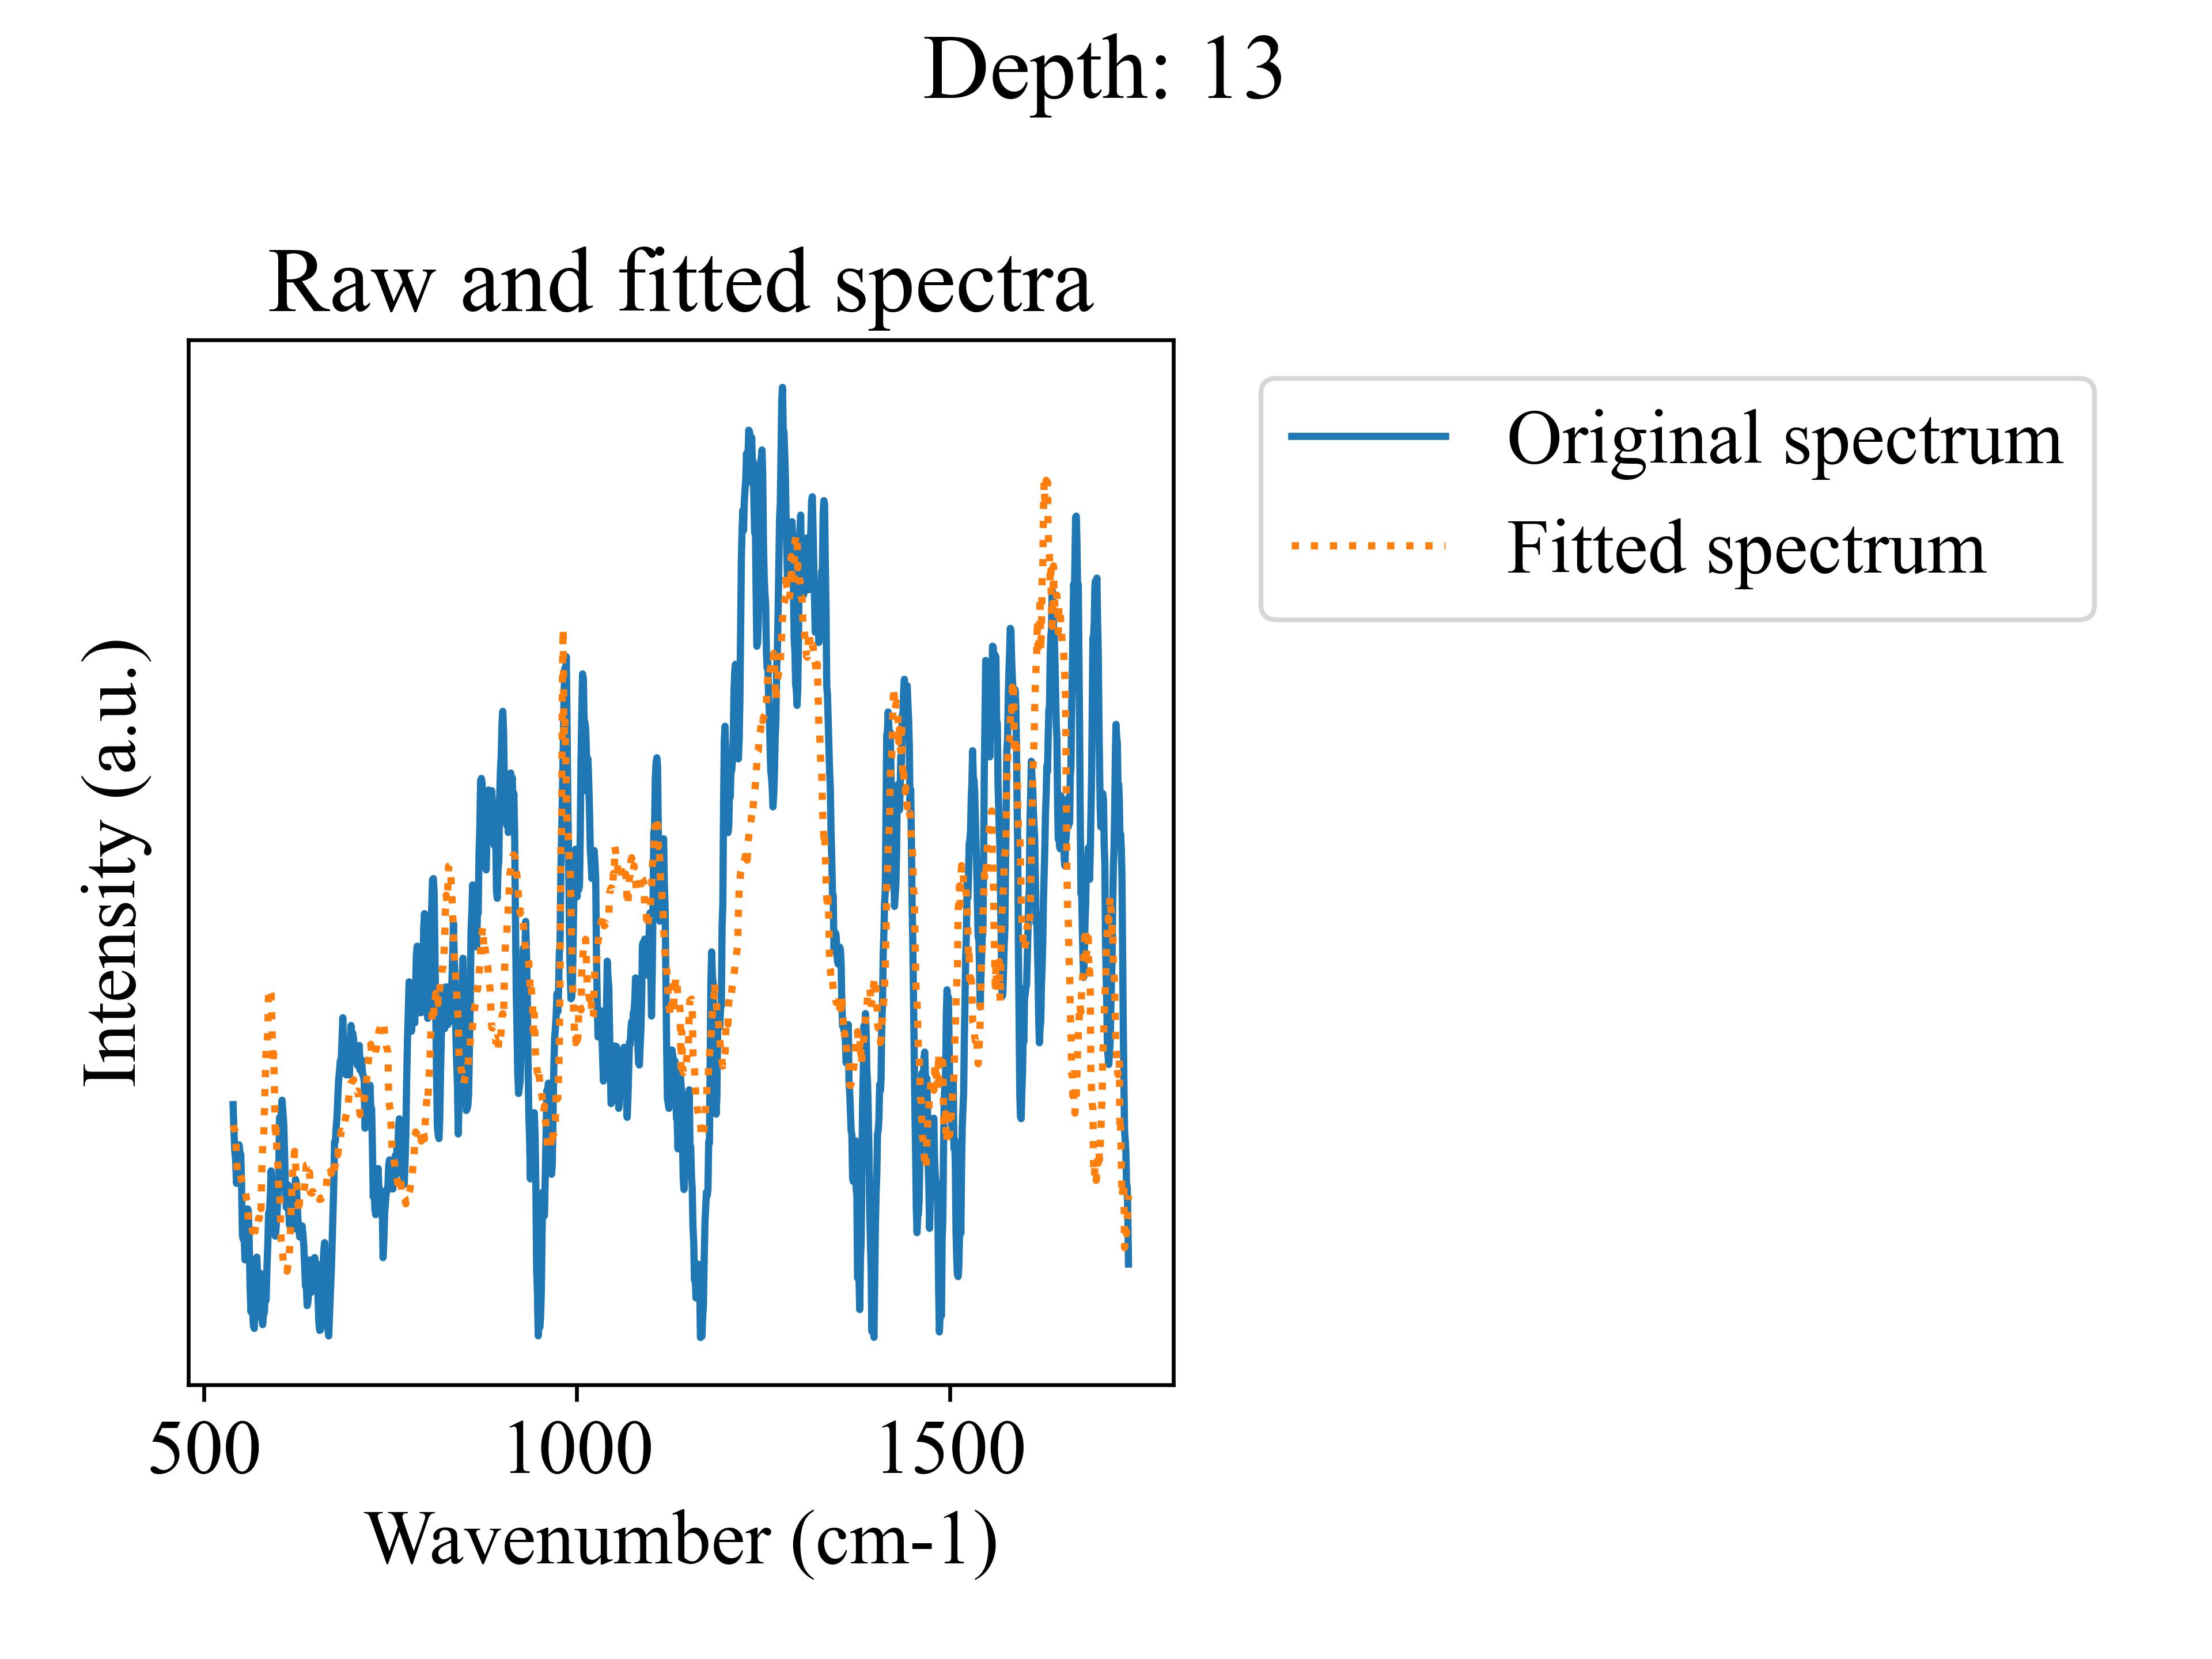 Depth: 13
Raw and fitted spectra
Original spectrum
Fitted spectrum
Intensity (a.u.)
500 1000 1500
Wavenumber (cm-1)